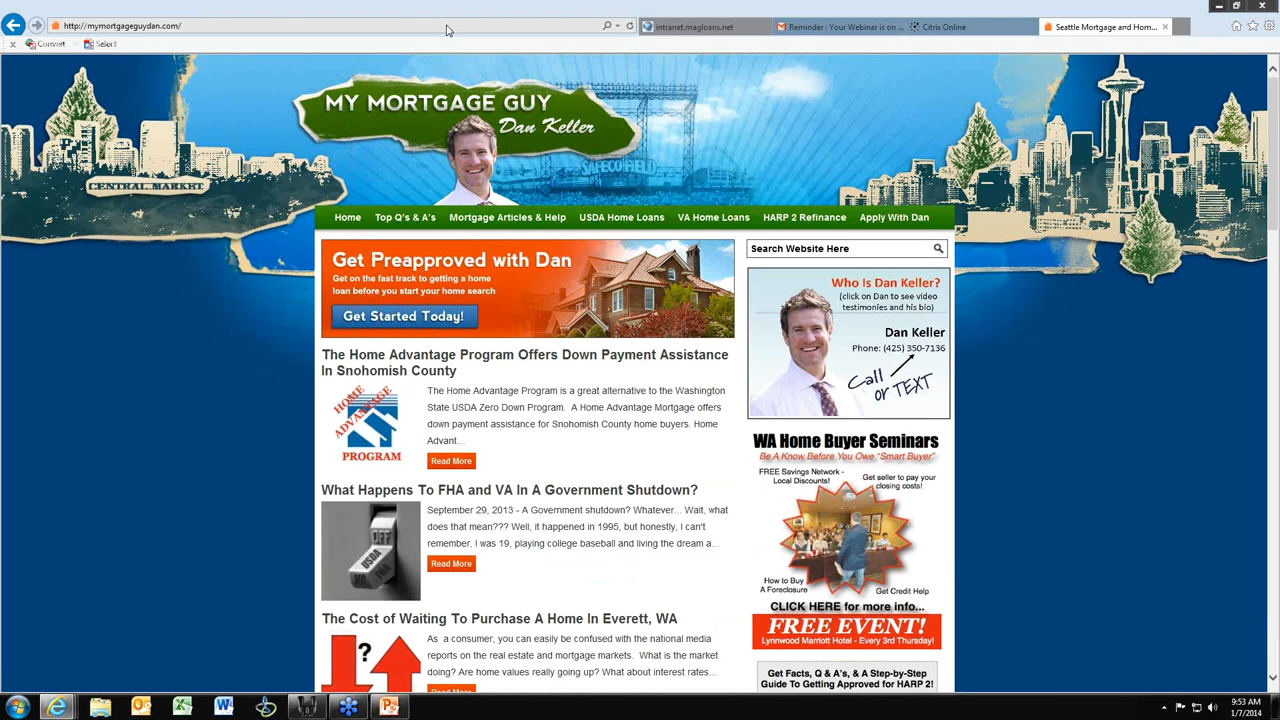 http://mymortgageguydan.com/
intranet.magloans.net
Reminder : Your Webinar is on ...
Citrix Online
Seattle Mortgage and Hom...
Convert
Select
MY MORTGAGE GUY
Dan Keller
SAFECO FIELD
CENTRAL MARKET
Home
Top Q's & A's
Mortgage Articles & Help
USDA Home Loans
VA Home Loans
HARP 2 Refinance
Apply With Dan
Get Preapproved with Dan
Get on the fast track to getting a home
loan before you start your home search
Get Started Today!
The Home Advantage Program Offers Down Payment Assistance
In Snohomish County
HOME
ADVANTAGE
PROGRAM
The Home Advantage Program is a great alternative to the Washington
State USDA Zero Down Program.  A Home Advantage Mortgage offers
down payment assistance for Snohomish County home buyers. Home
Advant...
Read More
What Happens To FHA and VA In A Government Shutdown?
OFF
USDA
September 29, 2013 - A Government shutdown? Whatever... Wait, what
does that mean??? Well, it happened in 1995, but honestly, I can't
remember. I was 19, playing college baseball and living the dream a...
Read More
The Cost of Waiting To Purchase A Home In Everett, WA
?
As  a consumer, you can easily be confused with the national media
reports on the real estate and mortgage markets.  What is the market
doing? Are home values really going up? What about interest rates...
Read More
Search Website Here
Who Is Dan Keller?
(click on Dan to see video
testimonies and his bio)
Dan Keller
Phone: (425) 350-7136
Call
or TEXT
WA Home Buyer Seminars
Be A Know Before You Owe "Smart Buyer"
FREE Savings Network -
Local Discounts!
Get seller to pay your
closing costs!
How to Buy
A Foreclosure
Get Credit Help
CLICK HERE for more info...
FREE EVENT!
Lynnwood Marriott Hotel - Every 3rd Thursday!
Get Facts, Q & A's, & A Step-by-Step
Guide To Getting Approved for HARP 2!
9:53 AM
1/7/2014